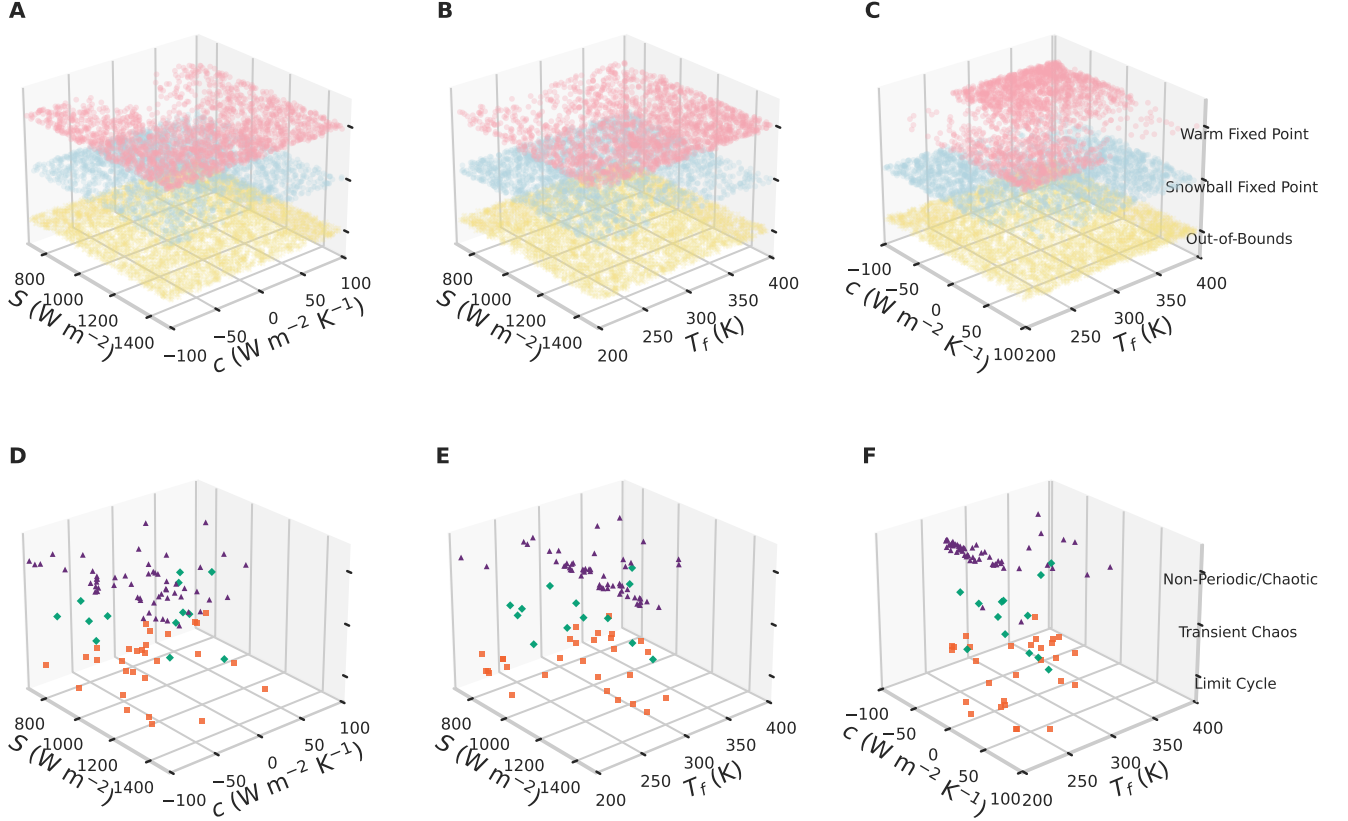 A
B
C
Warm Fixed Point
Snowball Fixed Point
Out-of-Bounds
800
1000
1200
1400
S (W m⁻²)
−100
−50
0
50
100
c (W m⁻² K⁻¹)
800
1000
1200
1400
S (W m⁻²)
200
250
300
350
400
T_f (K)
−100
−50
0
50
100
c (W m⁻² K⁻¹)
200
250
300
350
400
T_f (K)
D
E
F
Non-Periodic/Chaotic
Transient Chaos
Limit Cycle
800
1000
1200
1400
S (W m⁻²)
−100
−50
0
50
100
c (W m⁻² K⁻¹)
800
1000
1200
1400
S (W m⁻²)
200
250
300
350
400
T_f (K)
−100
−50
0
50
100
c (W m⁻² K⁻¹)
200
250
300
350
400
T_f (K)